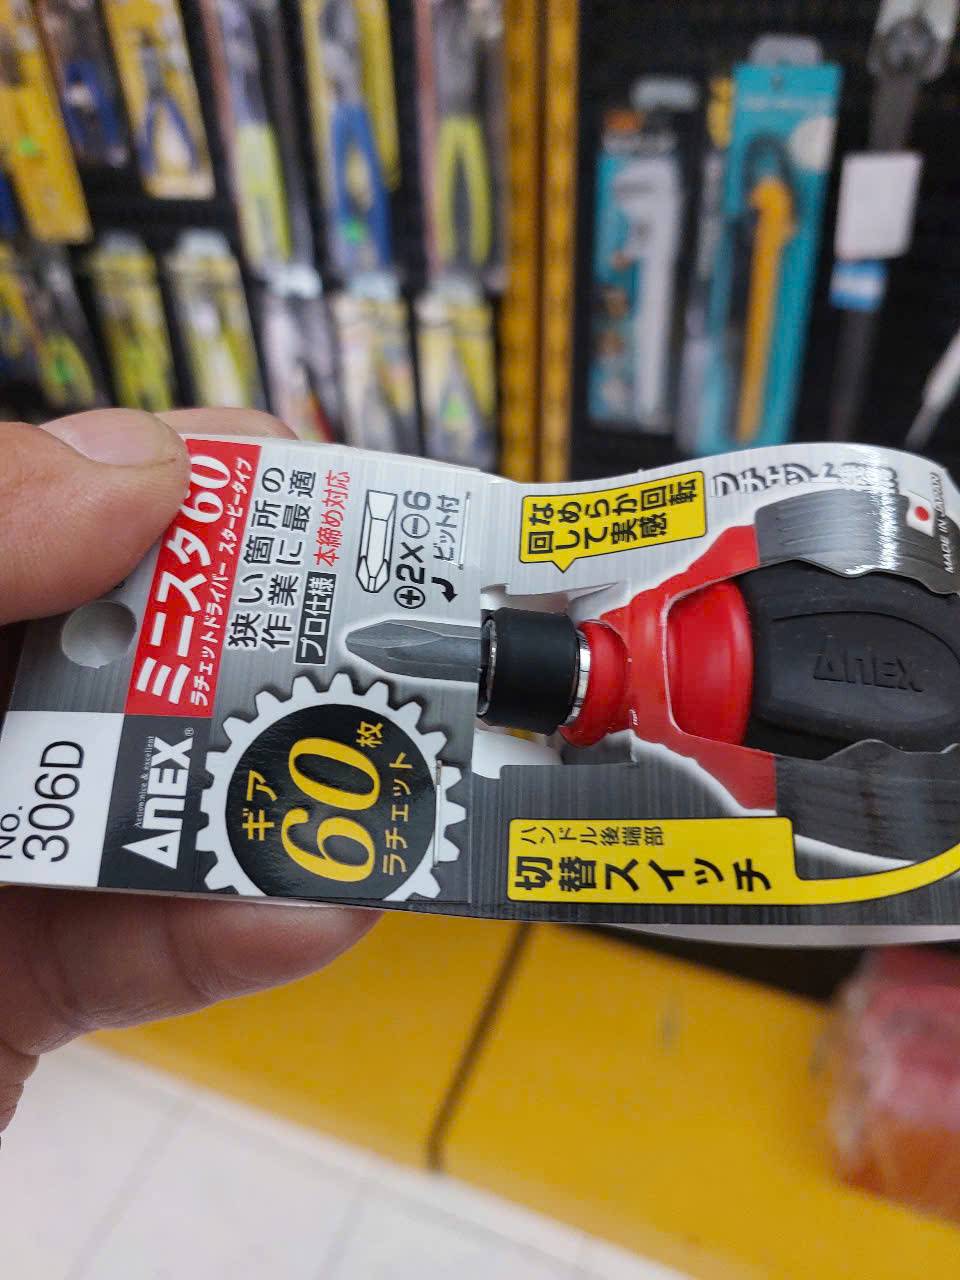 ミニスタ60
ラチェットドライバー スタービータイプ
狭い箇所の
作業に最適
プロ仕様 本締め対応
⊕2×⊖6
ビット付
No.
306D
Active, nice & excellent
ANEX®
ギア
60枚
ラチェット
なめらか回転
回して実感
MADE IN JAPAN
ANEX
ハンドル後端部
切替スイッチ